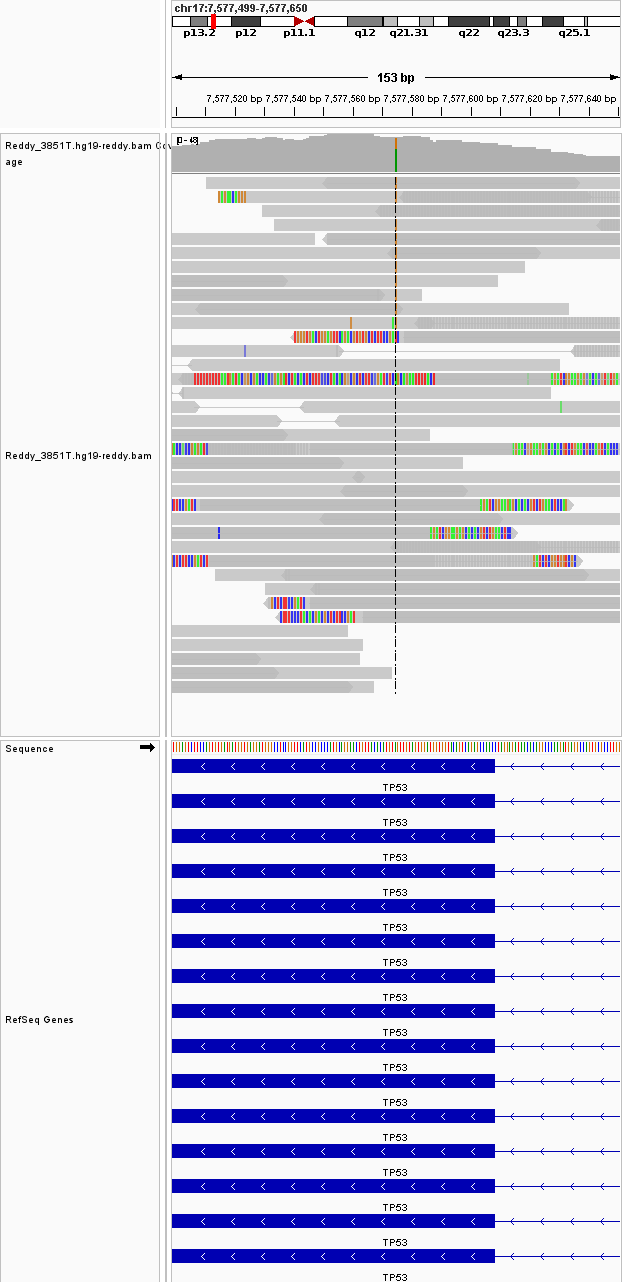 chr17:7,577,499-7,577,650
p13.2 p12 p11.1 q12 q21.31 q22 q23.3 q25.1
153 bp
7,577,520 bp 7,577,540 bp 7,577,560 bp 7,577,580 bp 7,577,600 bp 7,577,620 bp 7,577,640 bp
Reddy_3851T.hg19-reddy.bam Cov
age
Reddy_3851T.hg19-reddy.bam
Sequence
TP53
TP53
TP53
TP53
TP53
TP53
TP53
RefSeq Genes
TP53
TP53
TP53
TP53
TP53
TP53
TP53
TP53